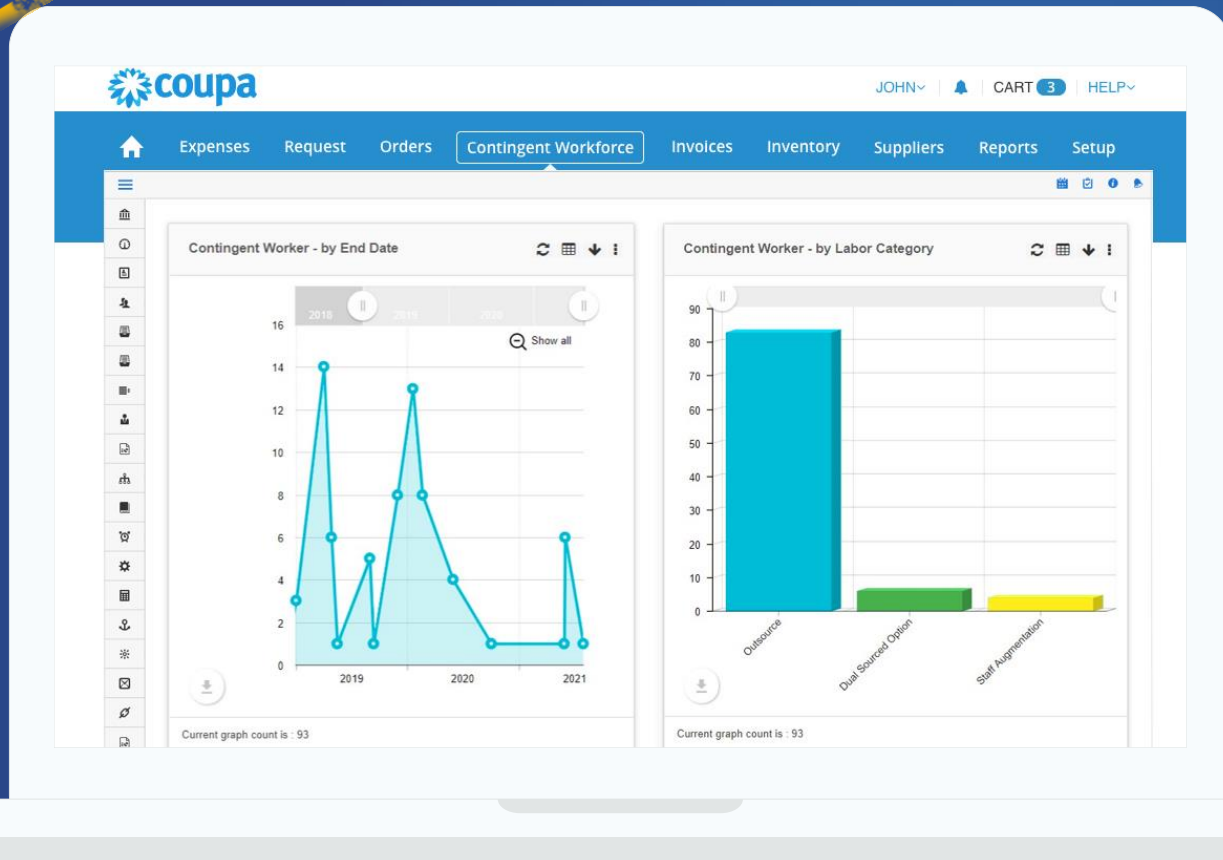 coupa
JOHN CART 3 HELP
Expenses Request Orders Contingent Workforce Invoices Inventory Suppliers Reports Setup
Contingent Worker - by End Date
2018 2019 2020
Show all
16
14
12
10
8
6
4
2
0
2019 2020 2021
Current graph count is : 93
Contingent Worker - by Labor Category
90
80
70
60
50
40
30
20
10
0
Outsource
Dual Sourced Option
Staff Augmentation
Current graph count is : 93